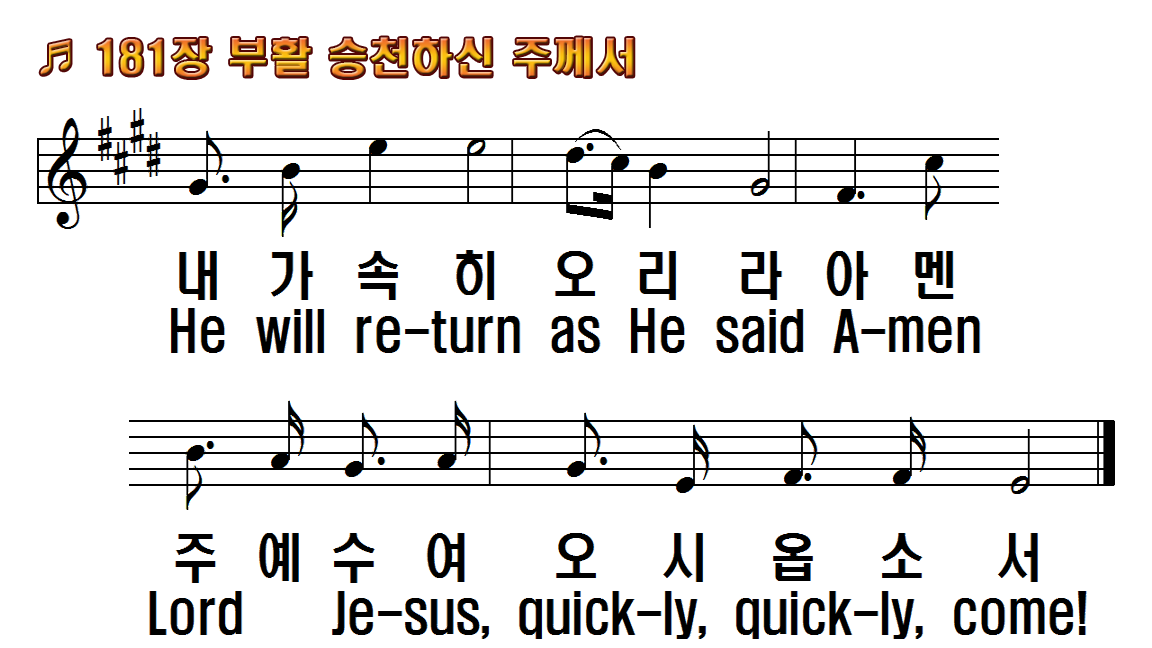 181장 부활 승천하신 주께서
내 가 속 히 오 리 라 아 멘
He will re-turn as He said A-men
주 예 수 여 오 시 옵 소 서
Lord Je-sus, quick-ly, quick-ly, come!